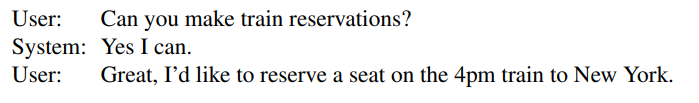 User: Can you make train reservations?
System: Yes I can.
User: Great, I'd like to reserve a seat on the 4pm train to New York.